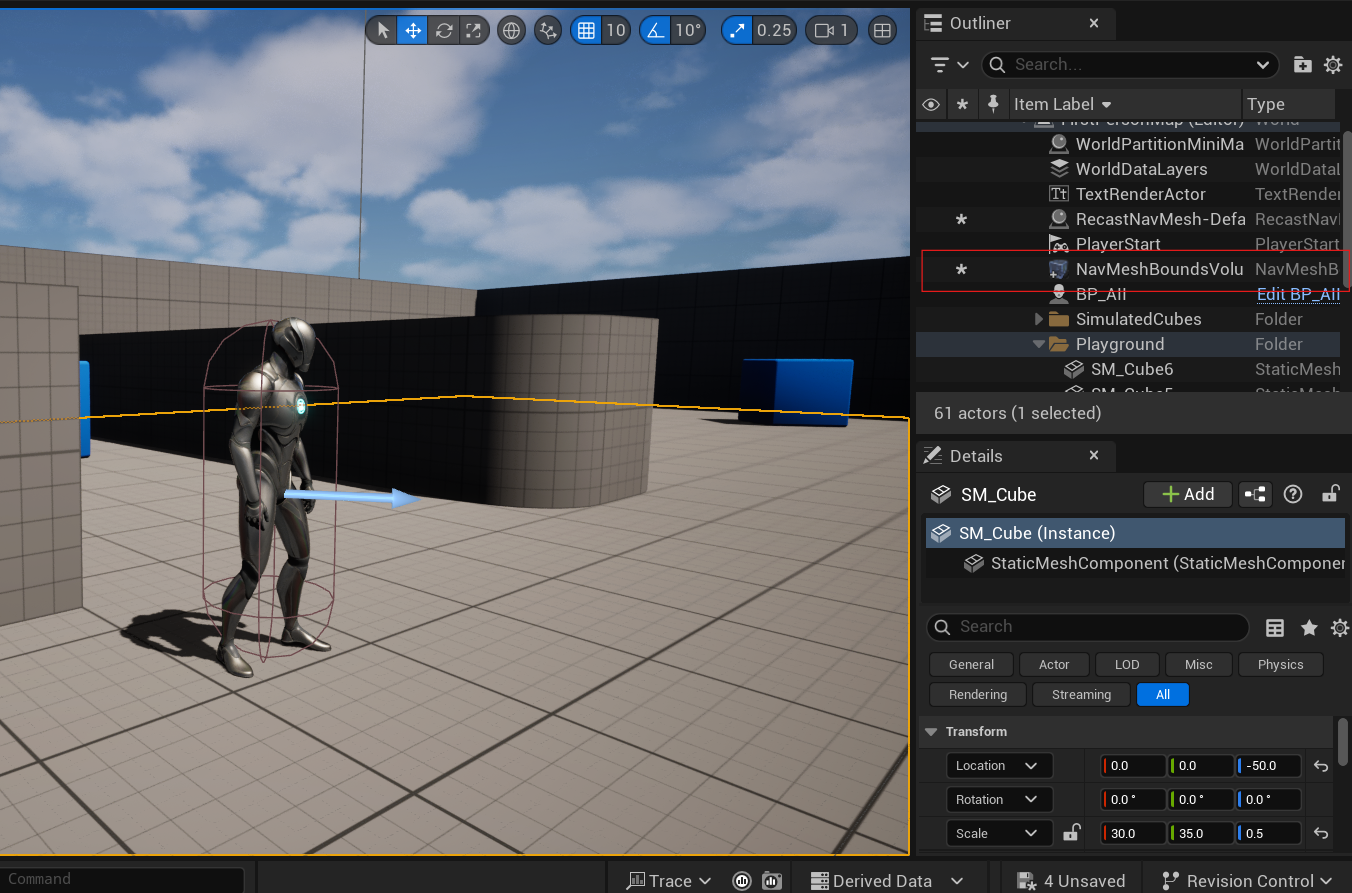 10 10° 0.25 1
Outliner
Search...
Item Label Type
FirstPersonMap (Editor) World
WorldPartitionMiniMa WorldPartit
WorldDataLayers WorldDataL
TextRenderActor TextRender
* RecastNavMesh-Defa RecastNavI
PlayerStart PlayerStart
* NavMeshBoundsVolu NavMeshB
BP_AII Edit BP_AII
SimulatedCubes Folder
Playground Folder
SM_Cube6 StaticMesh
SM_Cube5 StaticMesh
61 actors (1 selected)
Details
SM_Cube + Add
SM_Cube (Instance)
StaticMeshComponent (StaticMeshComponer
Search
General Actor LOD Misc Physics
Rendering Streaming All
Transform
Location 0.0 0.0 -50.0
Rotation 0.0 ° 0.0 ° 0.0 °
Scale 30.0 35.0 0.5
Command Trace Derived Data 4 Unsaved Revision Control